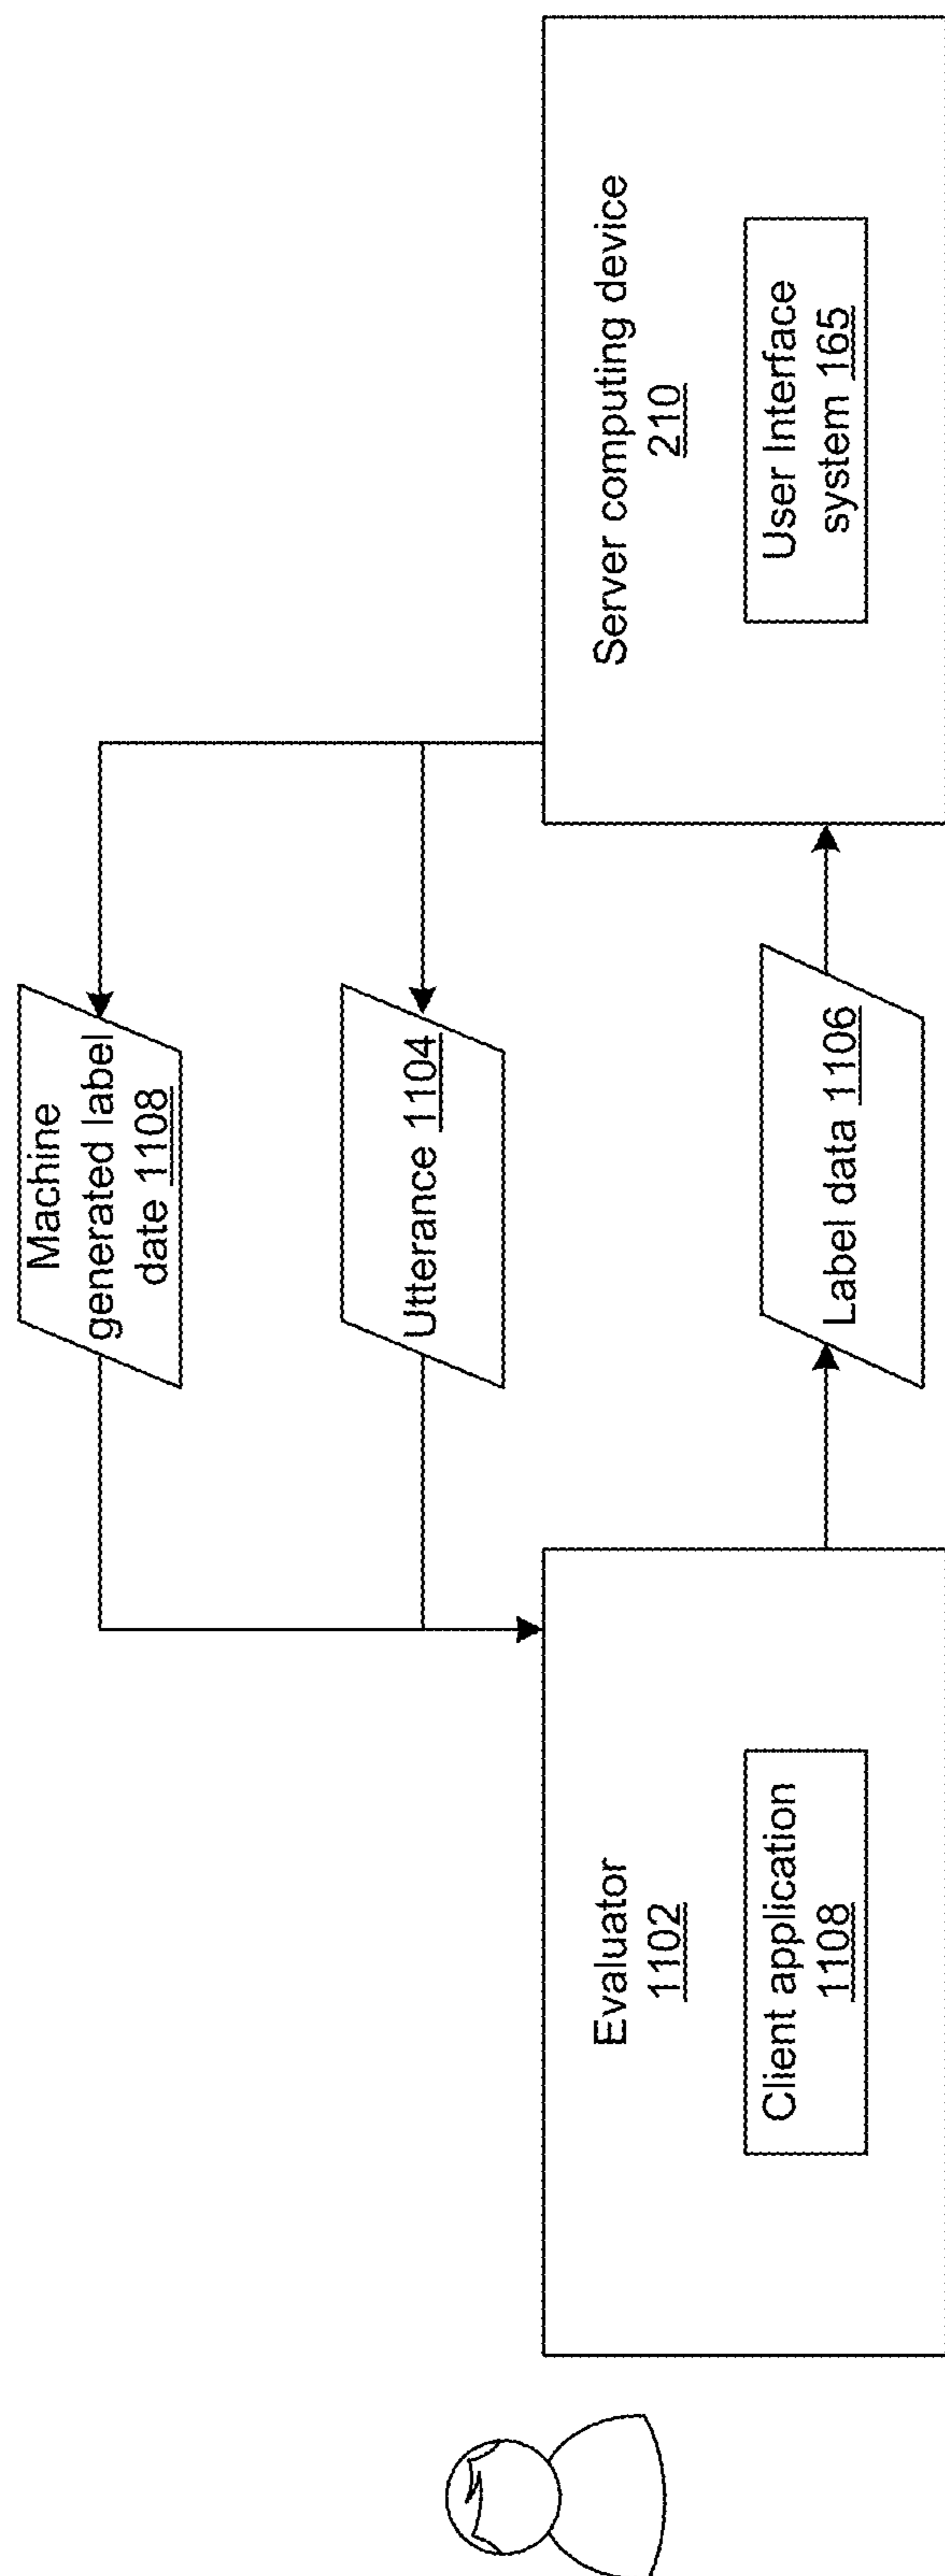 Machine
generated label
date 1108
Utterance 1104
Evaluator
1102
Client application
1108
Label data 1106
Server computing device
210
User Interface
system 165